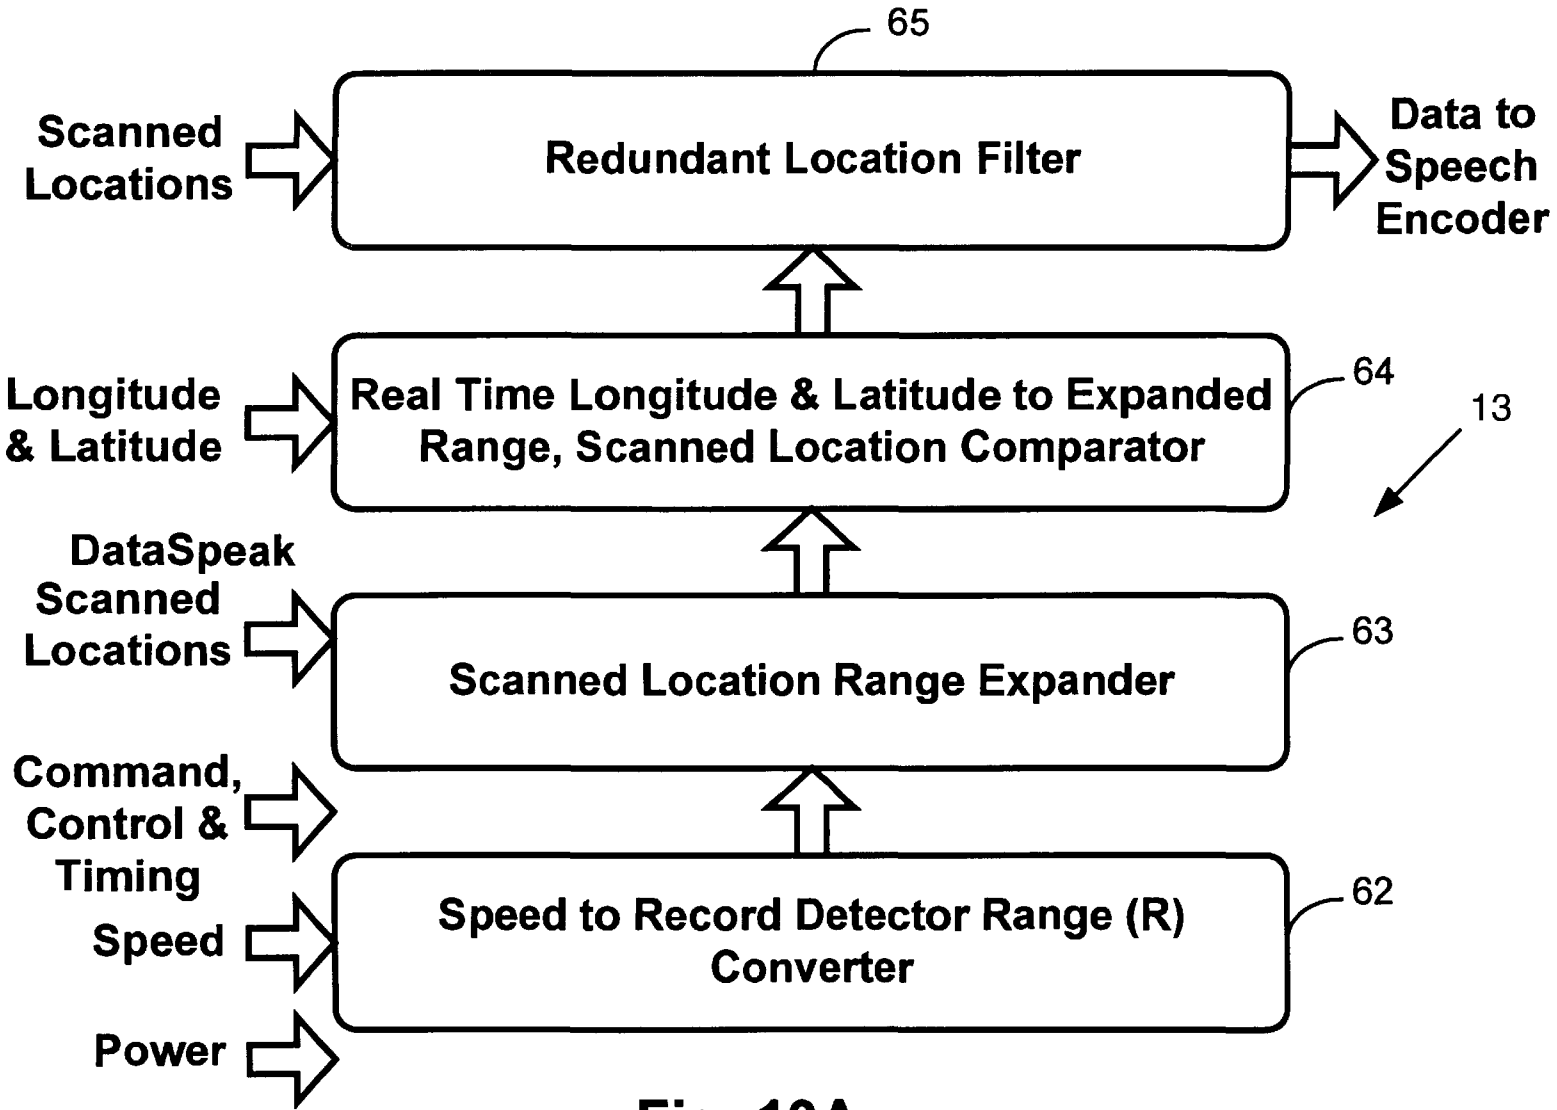 65
Scanned
Locations
Redundant Location Filter
Data to
Speech
Encoder
Longitude
& Latitude
Real Time Longitude & Latitude to Expanded
Range, Scanned Location Comparator
64
13
DataSpeak
Scanned
Locations
Scanned Location Range Expander
63
Command,
Control &
Timing
Speed
Speed to Record Detector Range (R)
Converter
62
Power
Fig. 10A